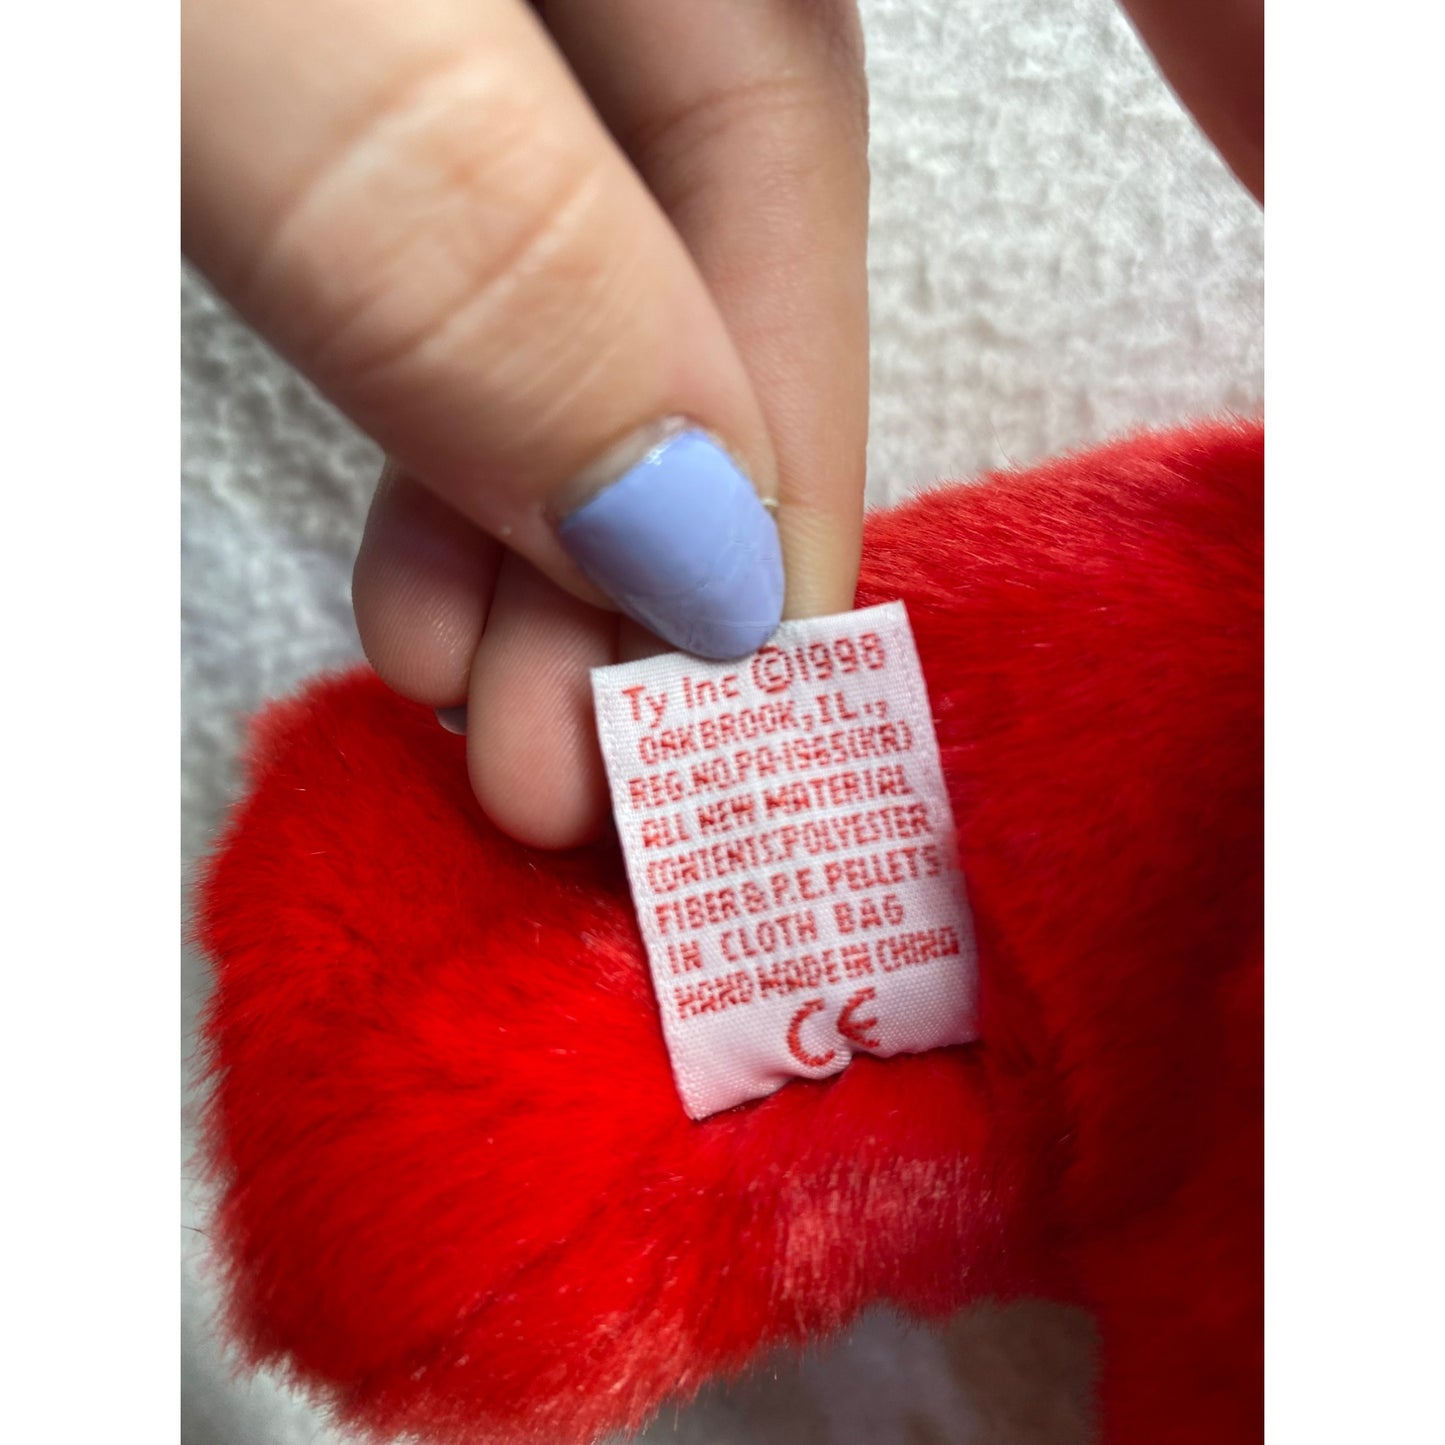 Ty Inc ©1998
OAKBROOK, IL.,
REG.NO.PA-1965(KR)
ALL NEW MATERIAL
CONTENTS:POLYESTER
FIBER & P.E.PELLETS
IN CLOTH BAG
HAND MADE IN CHINA
CE